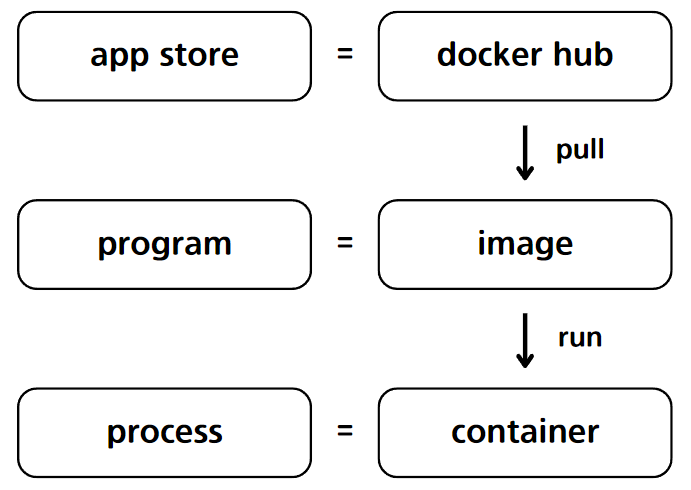 app store = docker hub
pull
program = image
run
process = container